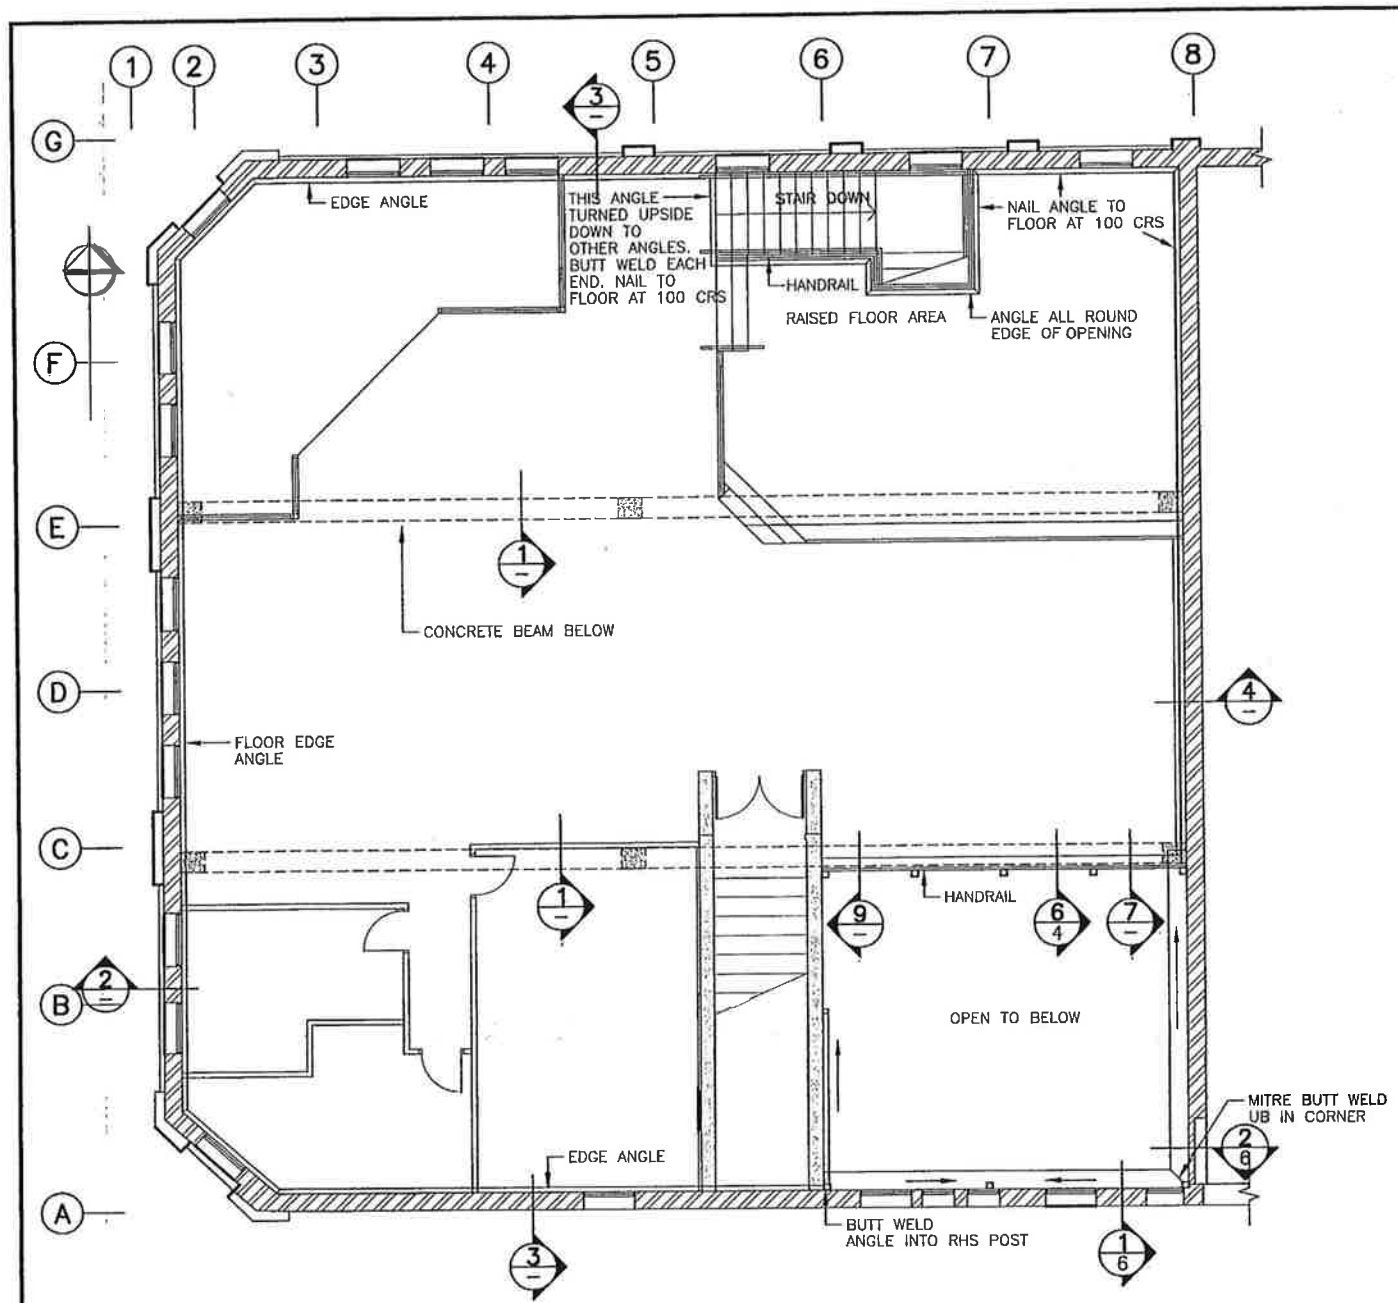 1
2
3
4
5
6
7
8
3
–
G
EDGE ANGLE
THIS ANGLE
TURNED UPSIDE
DOWN TO
OTHER ANGLES.
BUTT WELD EACH
END. NAIL TO
FLOOR AT 100 CRS
STAIR DOWN
NAIL ANGLE TO
FLOOR AT 100 CRS
HANDRAIL
RAISED FLOOR AREA
ANGLE ALL ROUND
EDGE OF OPENING
F
E
1
–
CONCRETE BEAM BELOW
D
4
–
FLOOR EDGE
ANGLE
C
1
–
HANDRAIL
9
–
6
4
7
–
2
–
B
OPEN TO BELOW
MITRE BUTT WELD
UB IN CORNER
2
6
EDGE ANGLE
A
BUTT WELD
ANGLE INTO RHS POST
3
–
1
6